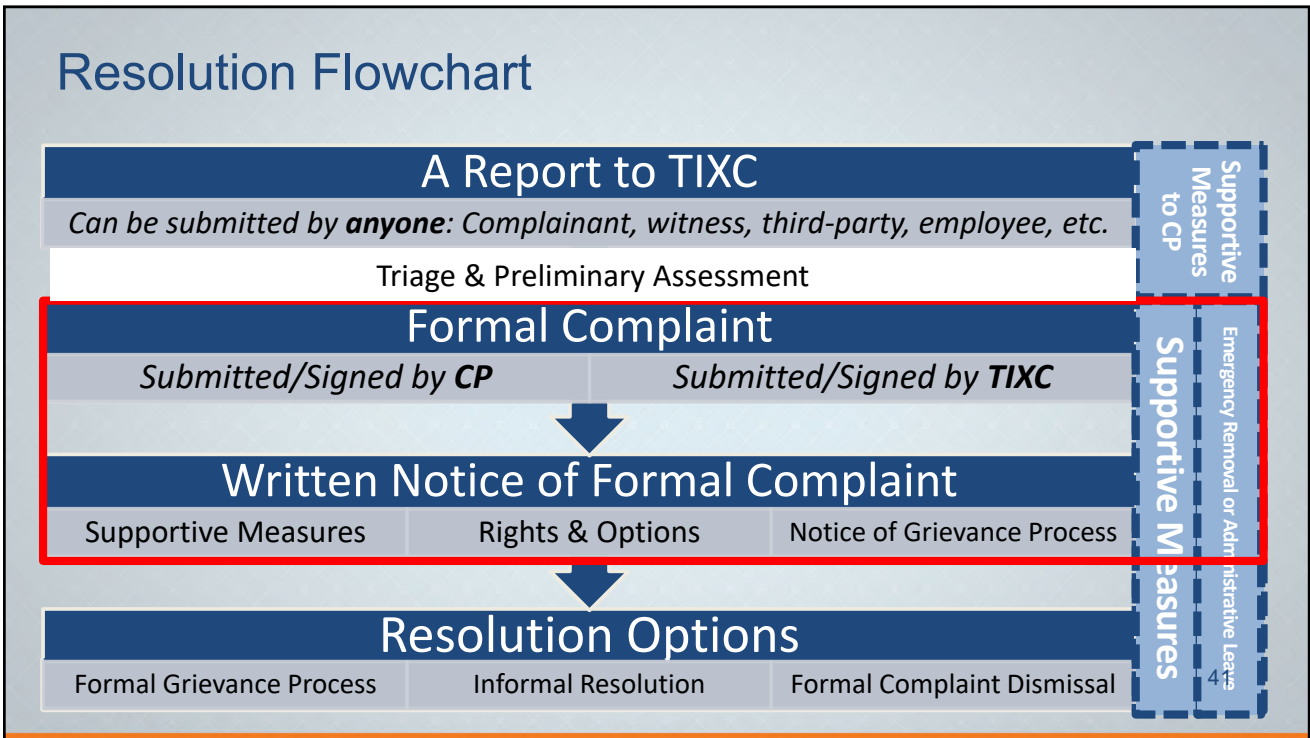 Resolution Flowchart
A Report to TIXC
Can be submitted by anyone: Complainant, witness, third-party, employee, etc.
Triage & Preliminary Assessment
Supportive
Measures
to CP
Formal Complaint
Submitted/Signed by CP
Submitted/Signed by TIXC
Written Notice of Formal Complaint
Supportive Measures
Rights & Options
Notice of Grievance Process
Resolution Options
Formal Grievance Process
Informal Resolution
Formal Complaint Dismissal
Supportive Measures
Emergency Removal or Administrative Leave
41